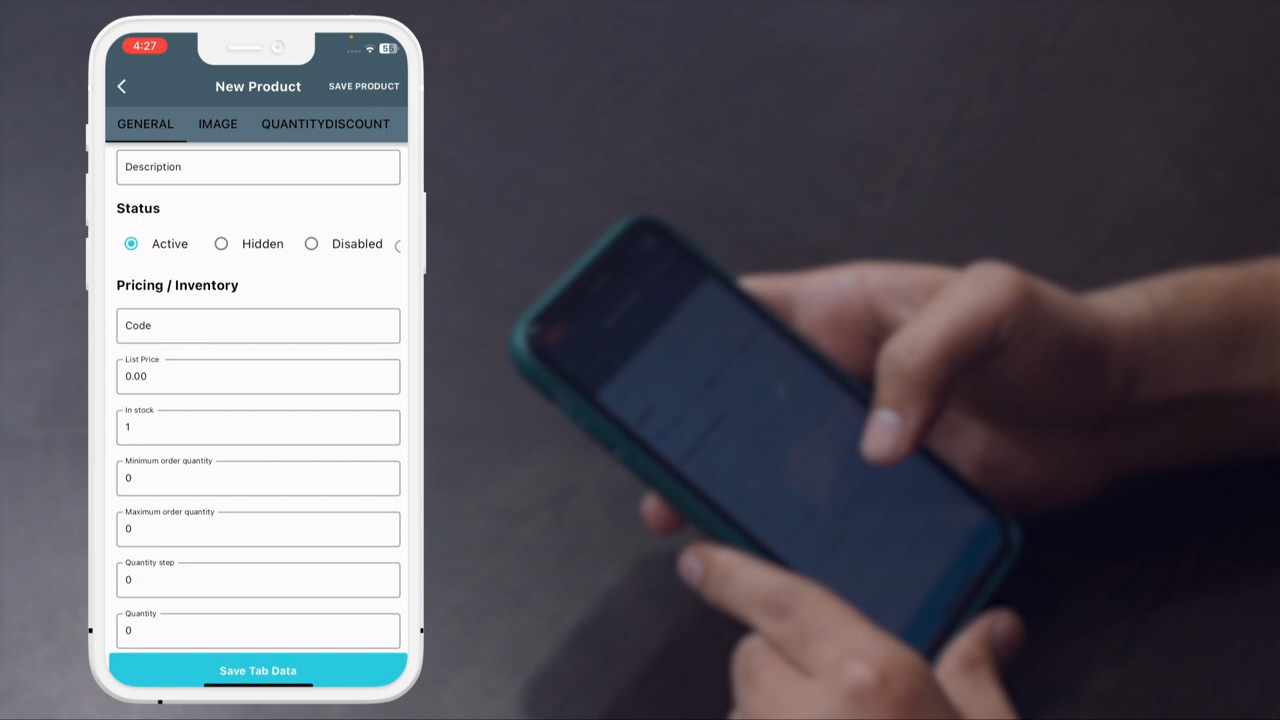 4:27
55
New Product
SAVE PRODUCT
GENERAL
IMAGE
QUANTITYDISCOUNT
Description
Status
Active
Hidden
Disabled
Pricing / Inventory
Code
List Price
0.00
In stock
1
Minimum order quantity
0
Maximum order quantity
0
Quantity step
0
Quantity
0
Save Tab Data